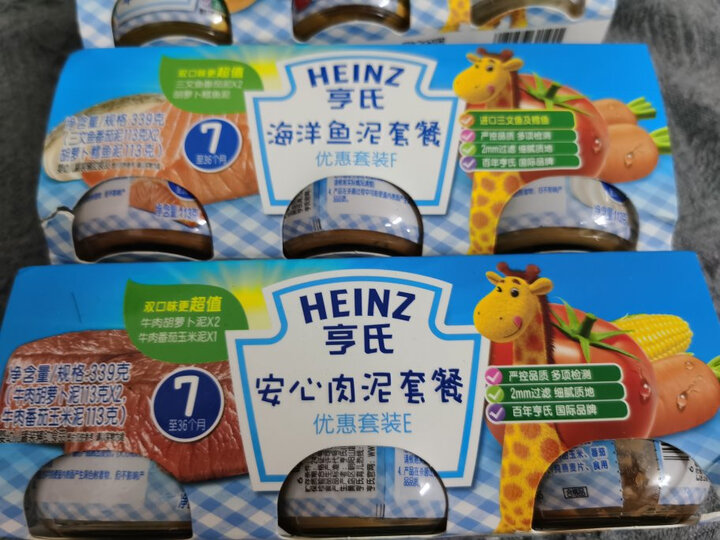 双口味更超值
三文鱼番茄泥X2
胡萝卜鳕鱼泥
净含量/规格:339克
(三文鱼番茄泥113克X2
胡萝卜鳕鱼泥113克)
7
至36个月
HEINZ
亨氏
海洋鱼泥套餐
优惠套装F
进口三文鱼及鳕鱼
严控品质 多项检测
2mm过滤 细腻质地
百年亨氏 国际品牌
净含量:113克
双口味更超值
牛肉胡萝卜泥X2
牛肉番茄玉米泥X1
净含量/规格:339克
(牛肉胡萝卜泥113克X2
牛肉番茄玉米泥113克)
7
至36个月
HEINZ
亨氏
安心肉泥套餐
优惠套装E
严控品质 多项检测
2mm过滤 细腻质地
百年亨氏 国际品牌